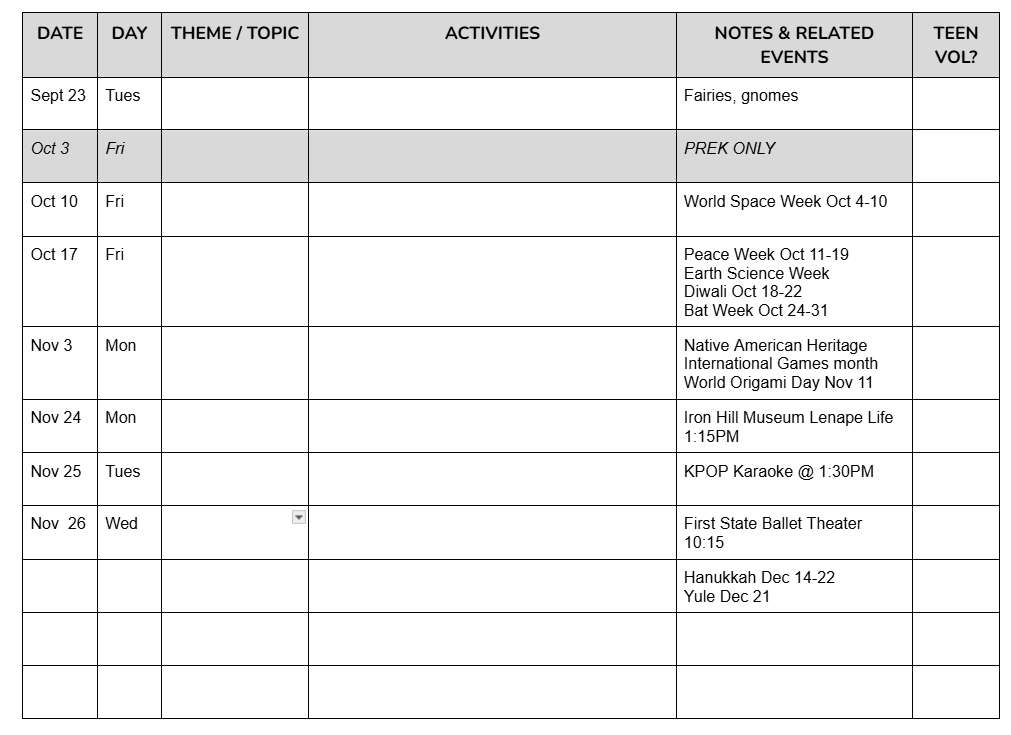 DATE DAY THEME / TOPIC ACTIVITIES NOTES & RELATED EVENTS TEEN VOL?
Sept 23 Tues Fairies, gnomes
Oct 3 Fri PREK ONLY
Oct 10 Fri World Space Week Oct 4-10
Oct 17 Fri Peace Week Oct 11-19
Earth Science Week
Diwali Oct 18-22
Bat Week Oct 24-31
Nov 3 Mon Native American Heritage
International Games month
World Origami Day Nov 11
Nov 24 Mon Iron Hill Museum Lenape Life
1:15PM
Nov 25 Tues KPOP Karaoke @ 1:30PM
Nov  26 Wed First State Ballet Theater
10:15
Hanukkah Dec 14-22
Yule Dec 21